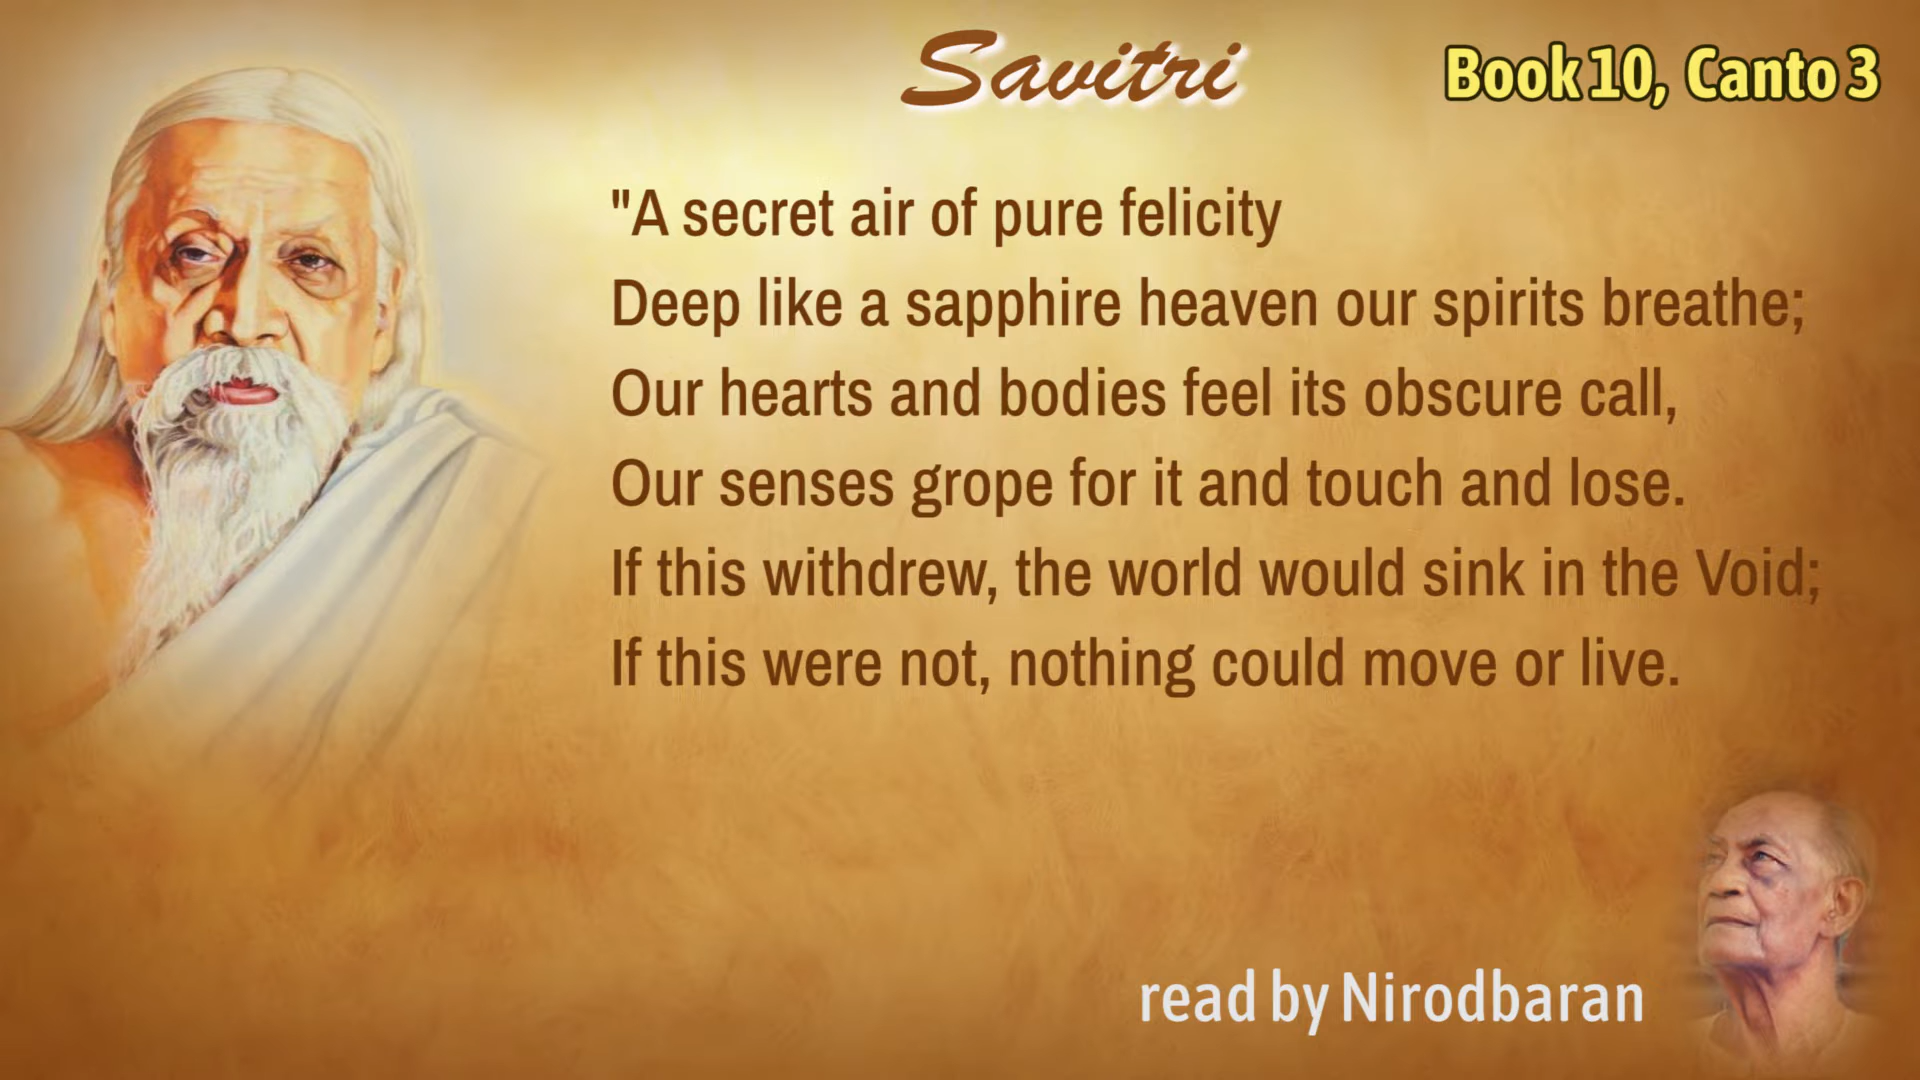 Savitri
Book 10, Canto 3
"A secret air of pure felicity
Deep like a sapphire heaven our spirits breathe;
Our hearts and bodies feel its obscure call,
Our senses grope for it and touch and lose.
If this withdrew, the world would sink in the Void;
If this were not, nothing could move or live.
read by Nirodbaran